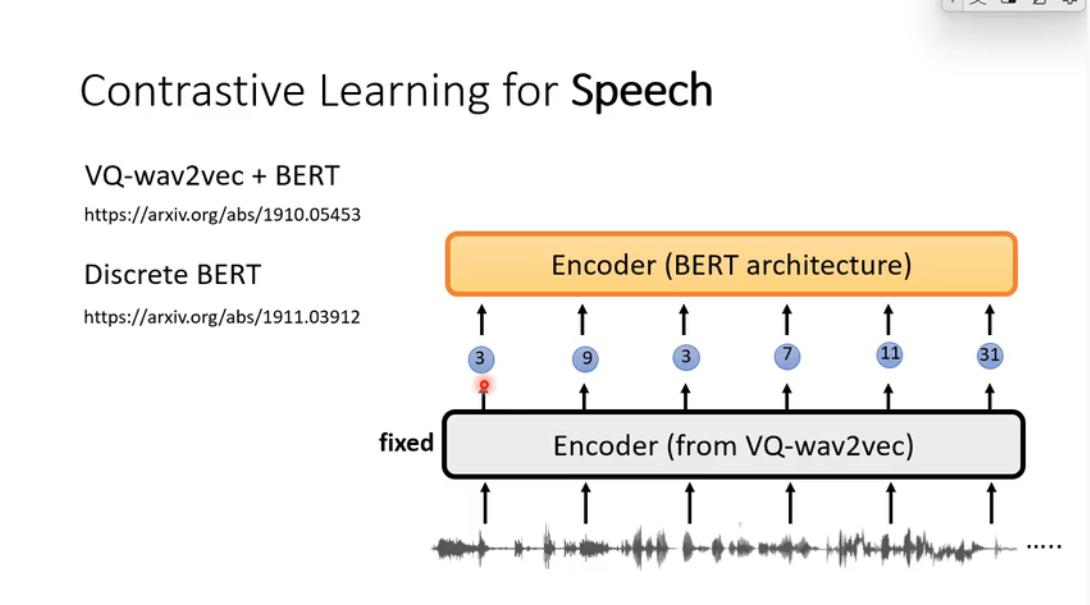 Contrastive Learning for Speech
VQ-wav2vec + BERT
https://arxiv.org/abs/1910.05453
Discrete BERT
https://arxiv.org/abs/1911.03912
Encoder (BERT architecture)
3 9 3 7 11 31
fixed
Encoder (from VQ-wav2vec)
.....